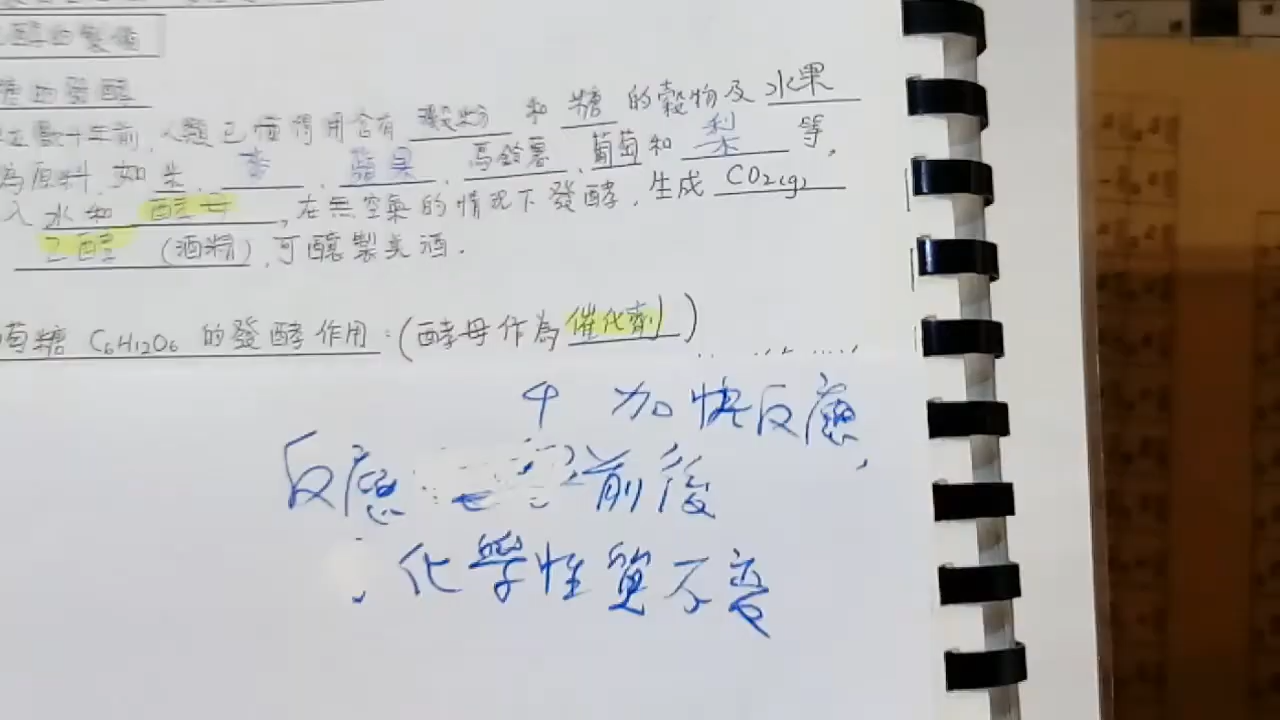 醇的製備
糖的發酵
數十年前,人類已懂得用含有 澱粉 和 糖 的穀物及 水果
為原料,如米、麥、蘋果、高鈴薯、葡萄和 梨 等,
入 水和 酵母,在無空氣的情況下發酵,生成 CO2(g)
乙醇 (酒精),可釀製美酒.
萄糖 C6H12O6 的發酵作用:(酵母作為催化劑)
加快反應,
反應 前後
化學性質不變